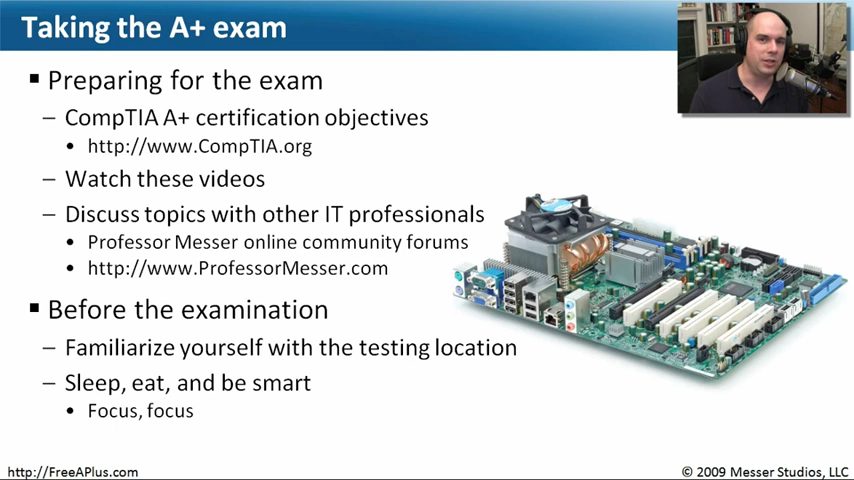 Taking the A+ exam
▪ Preparing for the exam
– CompTIA A+ certification objectives
• http://www.CompTIA.org
– Watch these videos
– Discuss topics with other IT professionals
• Professor Messer online community forums
• http://www.ProfessorMesser.com
▪ Before the examination
– Familiarize yourself with the testing location
– Sleep, eat, and be smart
• Focus, focus
http://FreeAPlus.com
© 2009 Messer Studios, LLC